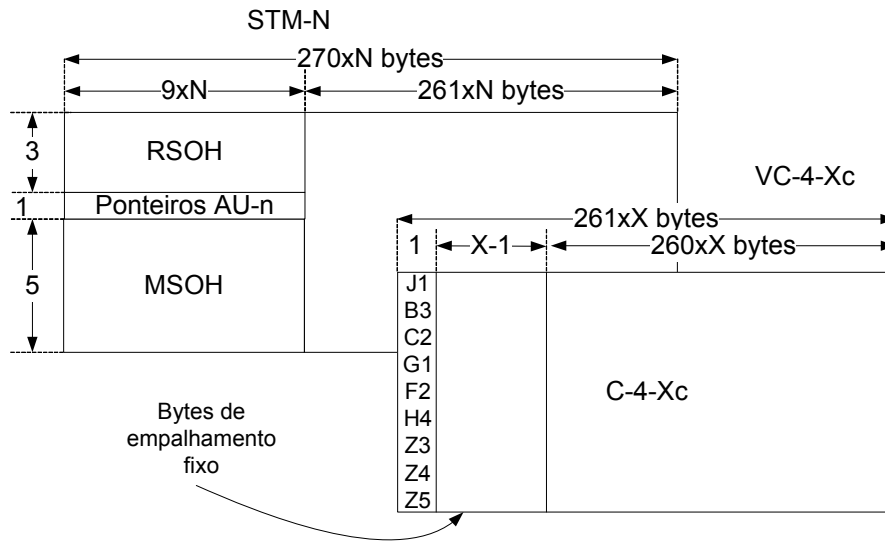 STM-N
270xN bytes
9xN
261xN bytes
3
RSOH
VC-4-Xc
1
Ponteiros AU-n
261xX bytes
1
X-1
260xX bytes
5
MSOH
J1
B3
C2
G1
F2
H4
Z3
Z4
Z5
C-4-Xc
Bytes de
empalhamento
fixo